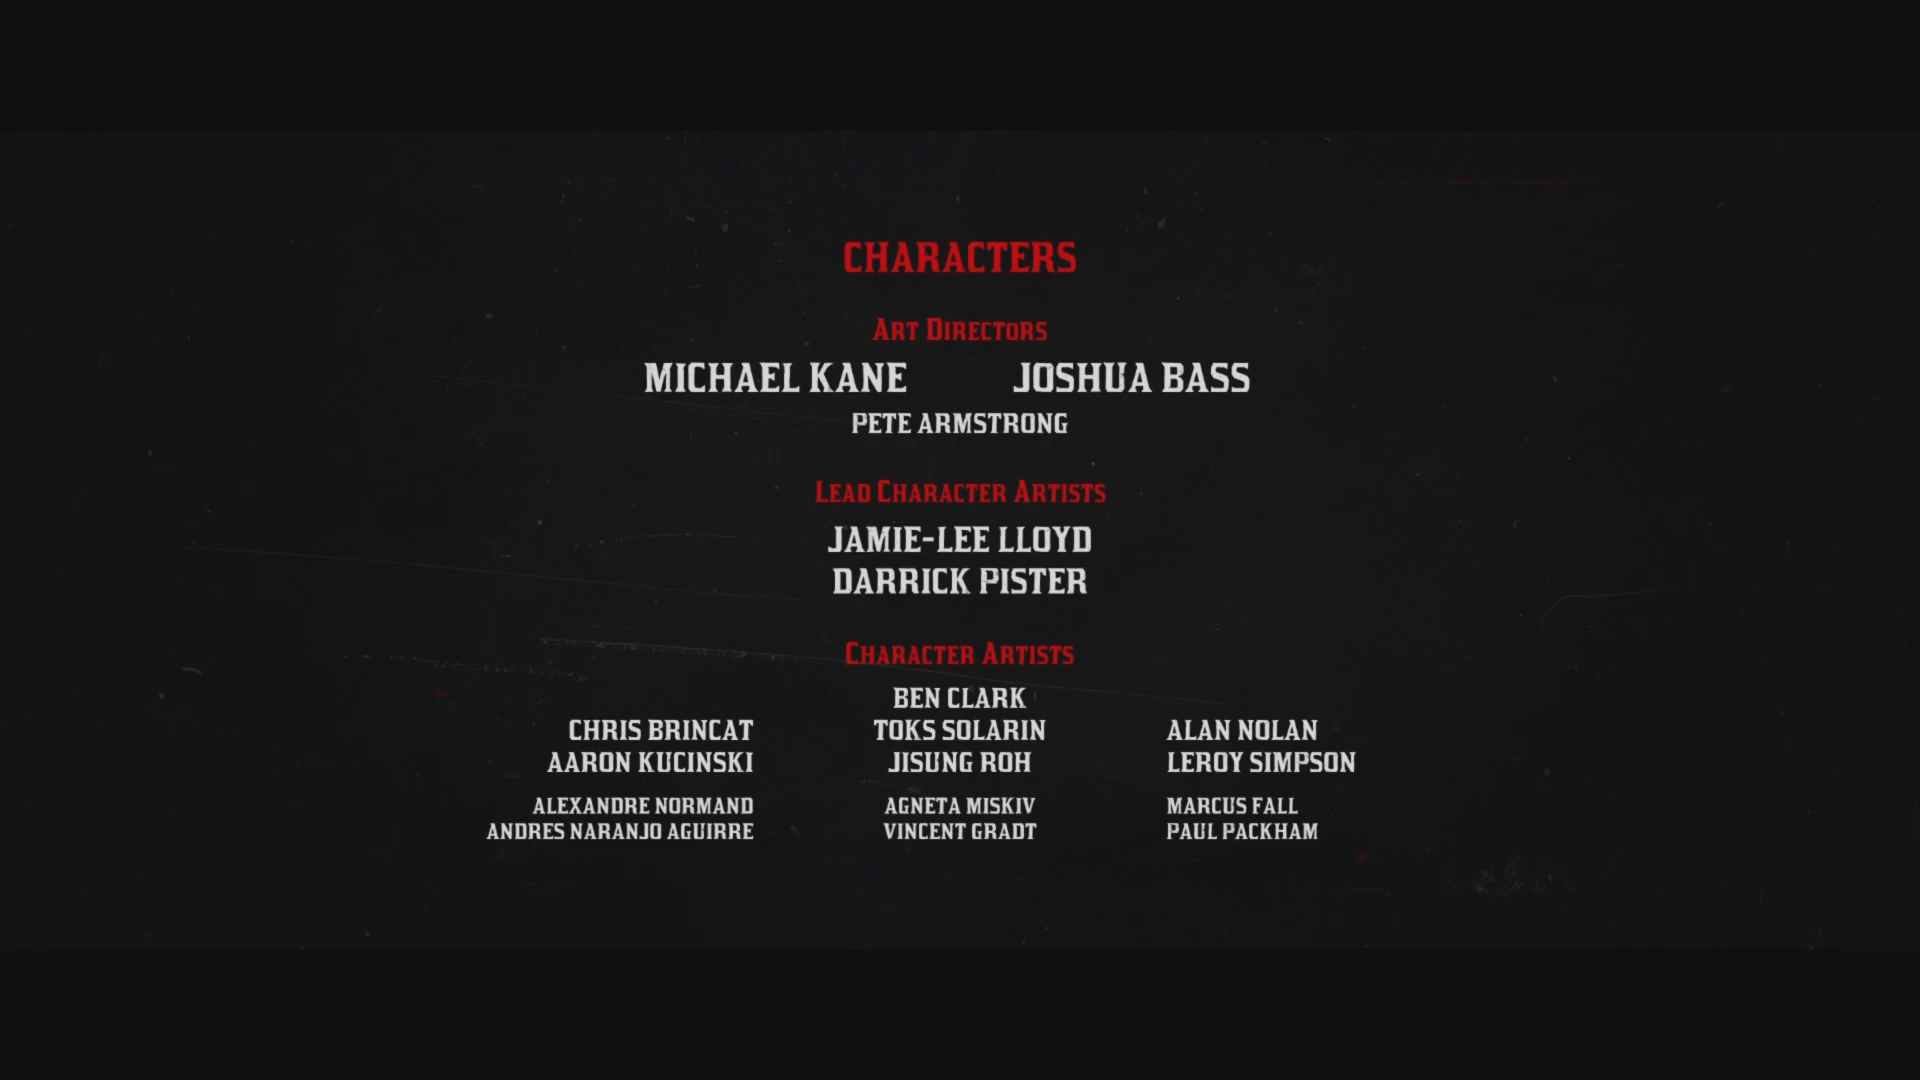 CHARACTERS
ART DIRECTORS
MICHAEL KANE JOSHUA BASS
PETE ARMSTRONG
LEAD CHARACTER ARTISTS
JAMIE-LEE LLOYD
DARRICK PISTER
CHARACTER ARTISTS
BEN CLARK
CHRIS BRINCAT TOKS SOLARIN ALAN NOLAN
AARON KUCINSKI JISUNG ROH LEROY SIMPSON
ALEXANDRE NORMAND AGNETA MISKIV MARCUS FALL
ANDRES NARANJO AGUIRRE VINCENT GRADT PAUL PACKHAM